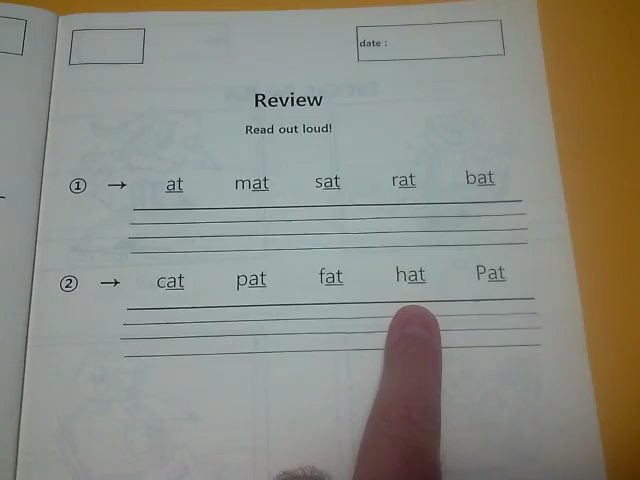 date :
Review
Read out loud!
① → at mat sat rat bat
② → cat pat fat hat Pat